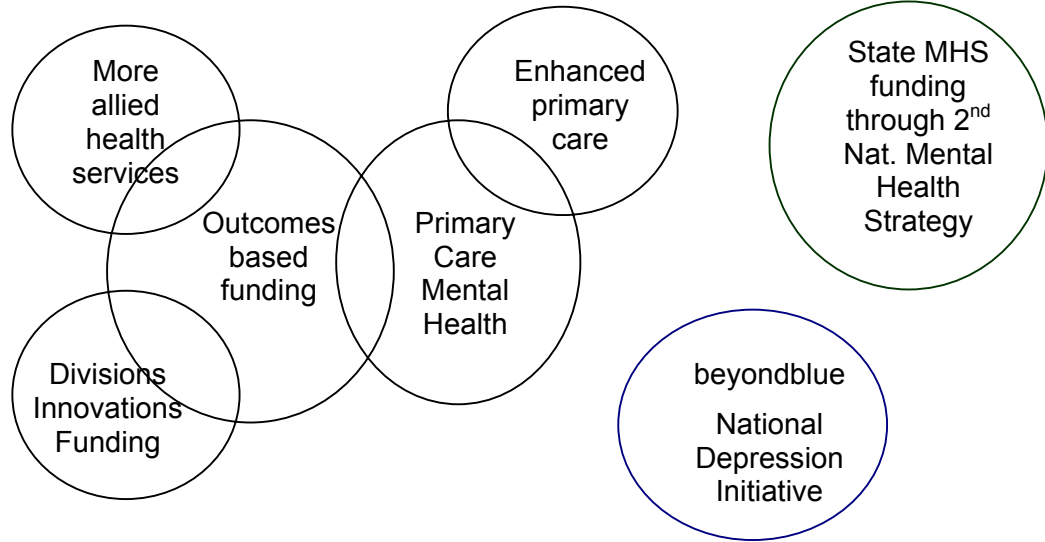 More
allied
health
services
Enhanced
primary
care
State MHS
funding
through 2nd
Nat. Mental
Health
Strategy
Outcomes
based
funding
Primary
Care
Mental
Health
Divisions
Innovations
Funding
beyondblue
National
Depression
Initiative